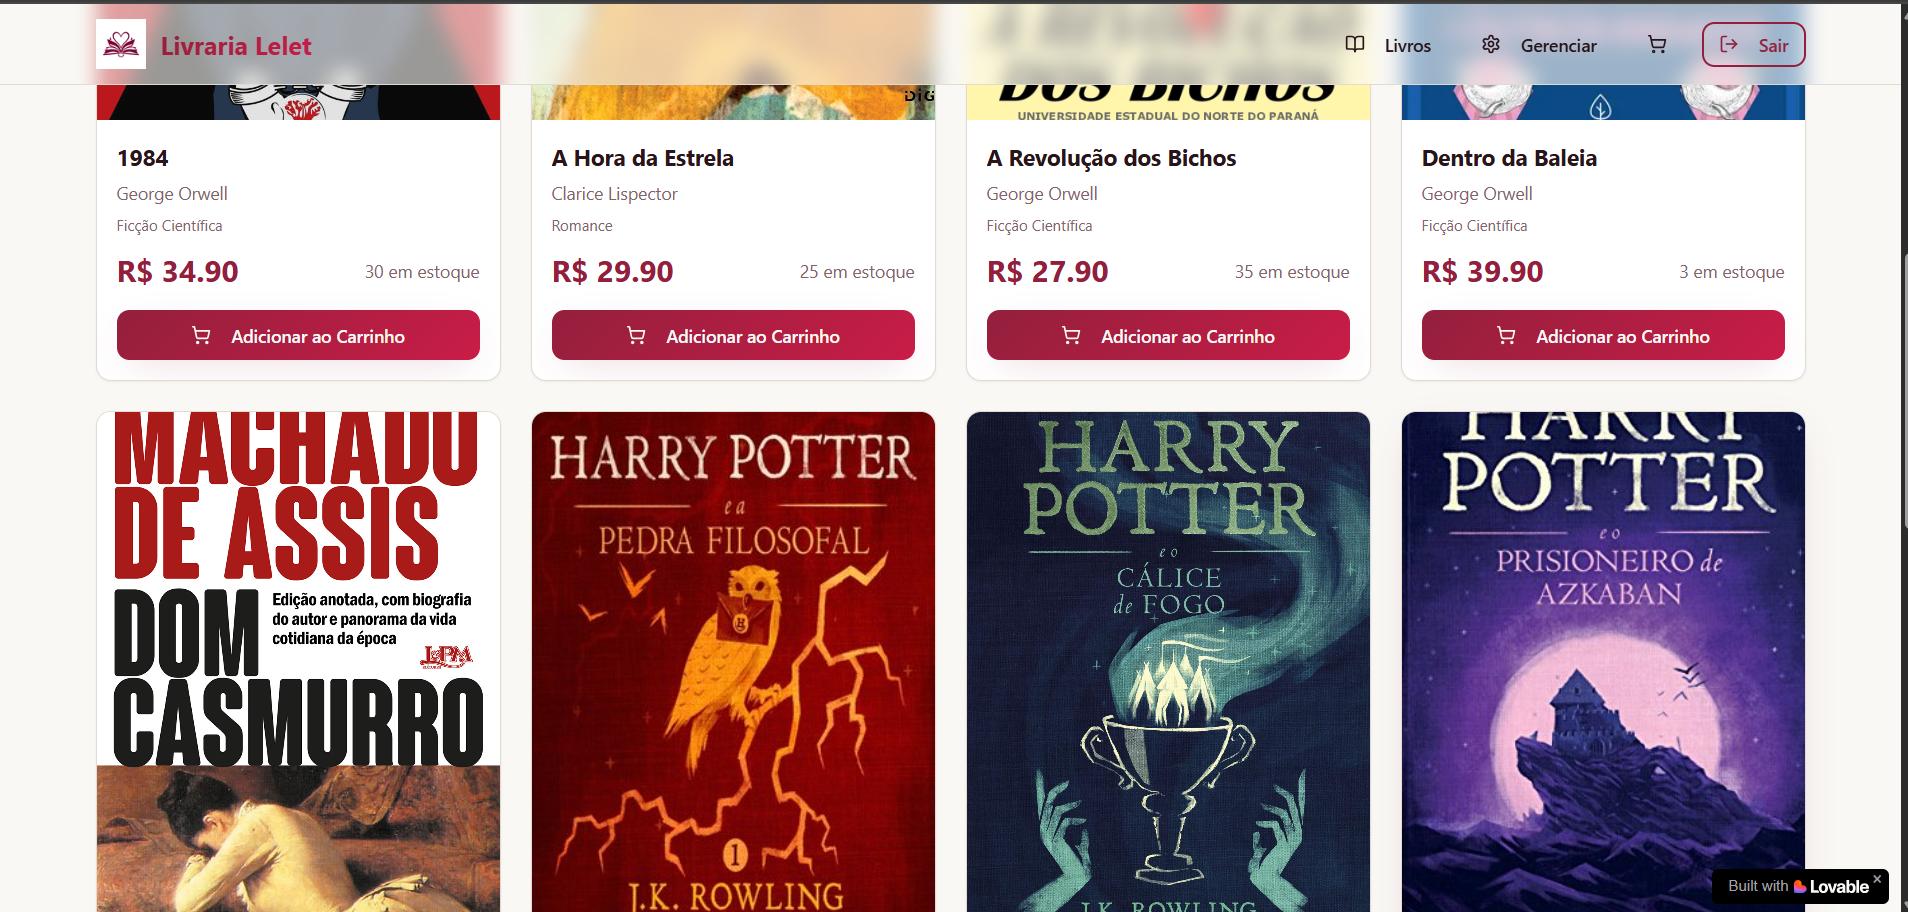 Livraria Lelet
Livros
Gerenciar
Sair
DOS BICHOS
UNIVERSIDADE ESTADUAL DO NORTE DO PARANÁ
1984
George Orwell
Ficção Científica
R$ 34.90
30 em estoque
Adicionar ao Carrinho
A Hora da Estrela
Clarice Lispector
Romance
R$ 29.90
25 em estoque
Adicionar ao Carrinho
A Revolução dos Bichos
George Orwell
Ficção Científica
R$ 27.90
35 em estoque
Adicionar ao Carrinho
Dentro da Baleia
George Orwell
Ficção Científica
R$ 39.90
3 em estoque
Adicionar ao Carrinho
MACHADO
DE ASSIS
DOM
CASMURRO
Edição anotada, com biografia
do autor e panorama da vida
cotidiana da época
L&PM
HARRY POTTER
e a
PEDRA FILOSOFAL
1
J.K. ROWLING
HARRY
POTTER
e o
CÁLICE
de FOGO
J.K. ROWLING
HARRY
POTTER
e o
PRISIONEIRO de
AZKABAN
Built with Lovable